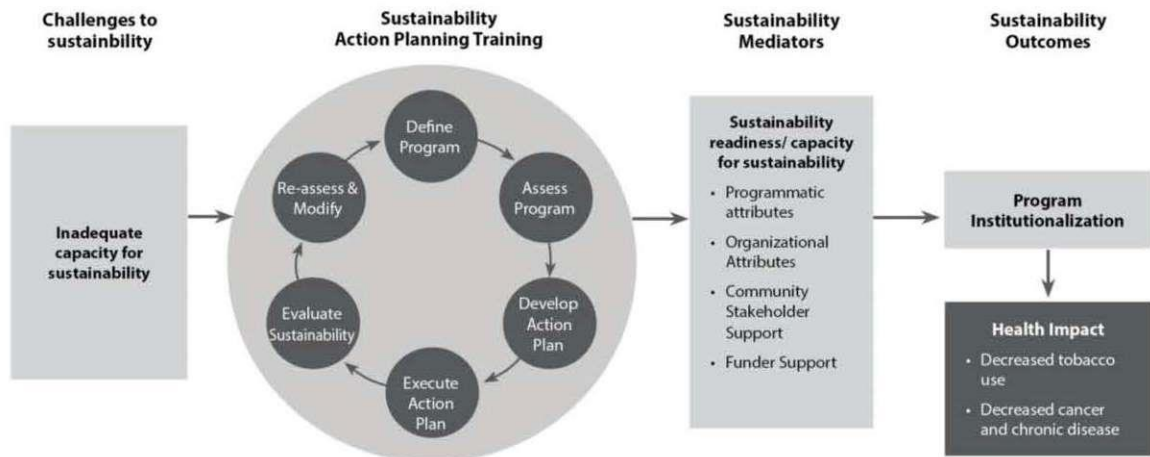 Challenges to
sustainbility
Sustainability
Action Planning Training
Sustainability
Mediators
Sustainability
Outcomes
Inadequate
capacity for
sustainability
Define
Program
Assess
Program
Develop
Action
Plan
Execute
Action
Plan
Evaluate
Sustainability
Re-assess &
Modify
Sustainability
readiness/ capacity
for sustainability
• Programmatic
attributes
• Organizational
Attributes
• Community
Stakeholder
Support
• Funder Support
Program
Institutionalization
Health Impact
• Decreased tobacco
use
• Decreased cancer
and chronic disease